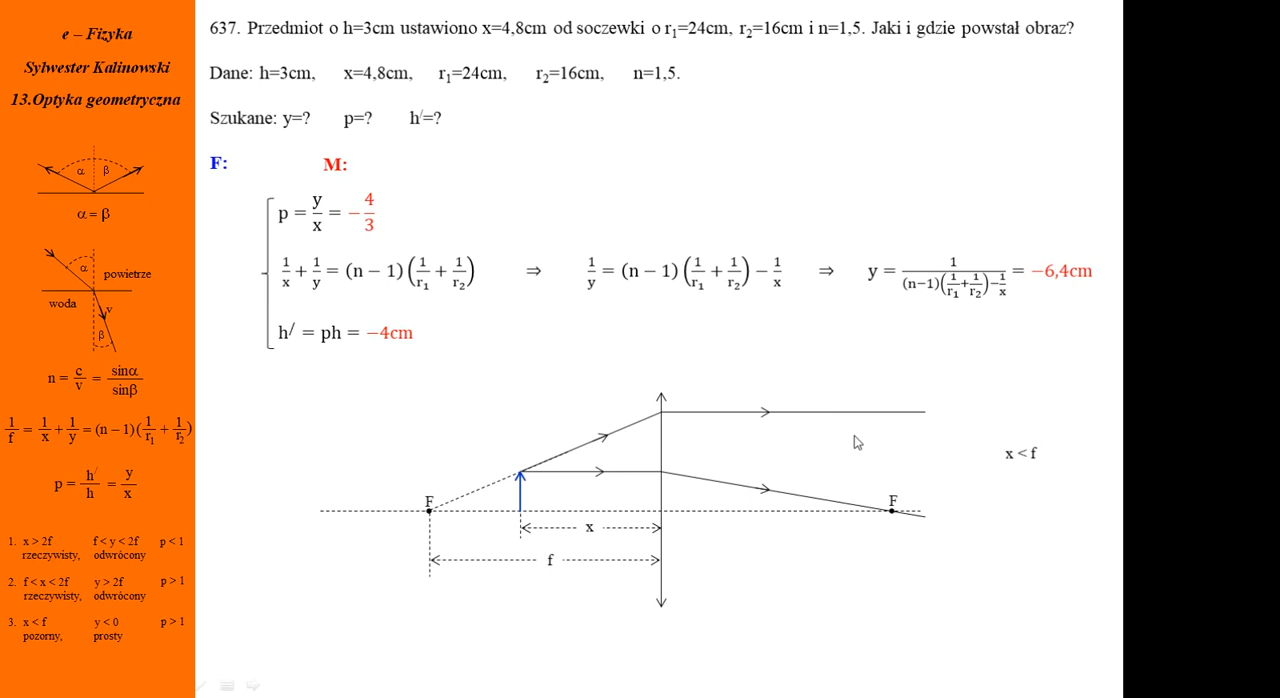 e – Fizyka
Sylwester Kalinowski
13.Optyka geometryczna
α β
α = β
α
powietrze
woda
v
β
n = c/v = sinα/sinβ
1/f = 1/x + 1/y = (n – 1)(1/r₁ + 1/r₂)
p = h′/h = y/x
1. x > 2f f < y < 2f p < 1
rzeczywisty, odwrócony
2. f < x < 2f y > 2f p > 1
rzeczywisty, odwrócony
3. x < f y < 0 p > 1
pozorny, prosty
637. Przedmiot o h=3cm ustawiono x=4,8cm od soczewki o r₁=24cm, r₂=16cm i n=1,5. Jaki i gdzie powstał obraz?
Dane: h=3cm, x=4,8cm, r₁=24cm, r₂=16cm, n=1,5.
Szukane: y=? p=? h/=?
F: M:
p = y/x = −4/3
1/x + 1/y = (n − 1)(1/r₁ + 1/r₂) ⇒ 1/y = (n − 1)(1/r₁ + 1/r₂) − 1/x ⇒ y = 1/((n−1)(1/r₁+1/r₂)−1/x) = −6,4cm
h/ = ph = −4cm
x < f
F F
x
f